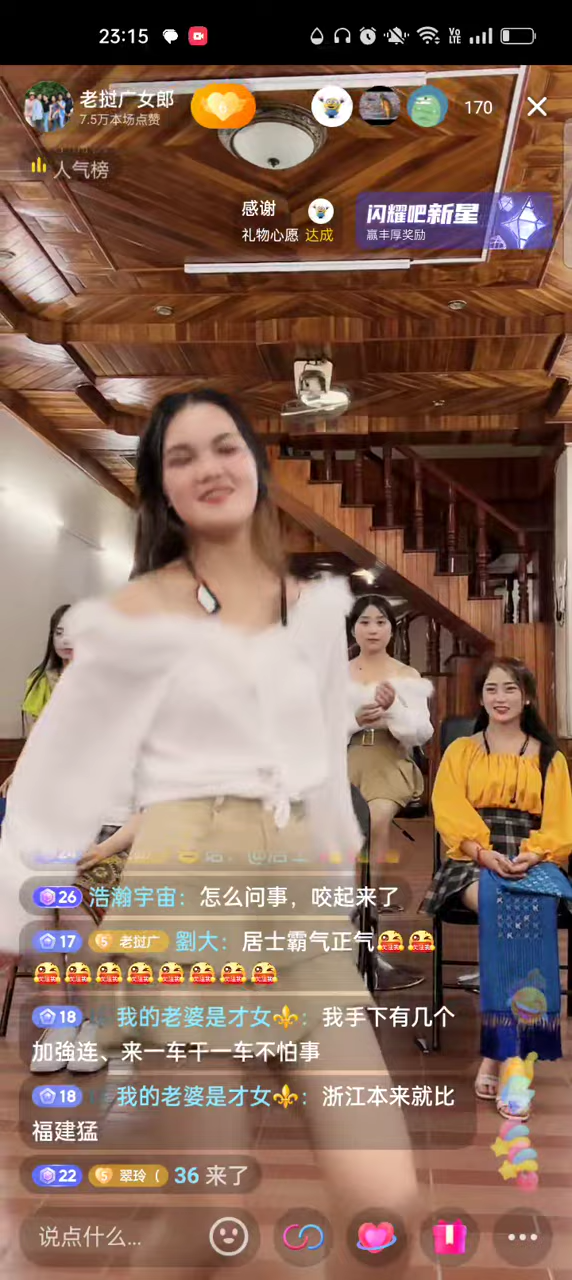 23:15
VO LTE
老挝广女郎
7.5万本场点赞
6
170
人气榜
感谢
礼物心愿 达成
闪耀吧新星
赢丰厚奖励
26 浩瀚宇宙：怎么问事，咬起来了
17 5 老挝广 劉大：居士霸气正气
18 我的老婆是才女⚜️：我手下有几个
加強连、来一车干一车不怕事
18 我的老婆是才女⚜️：浙江本来就比
福建猛
22 5 翠玲（ 36 来了
说点什么...